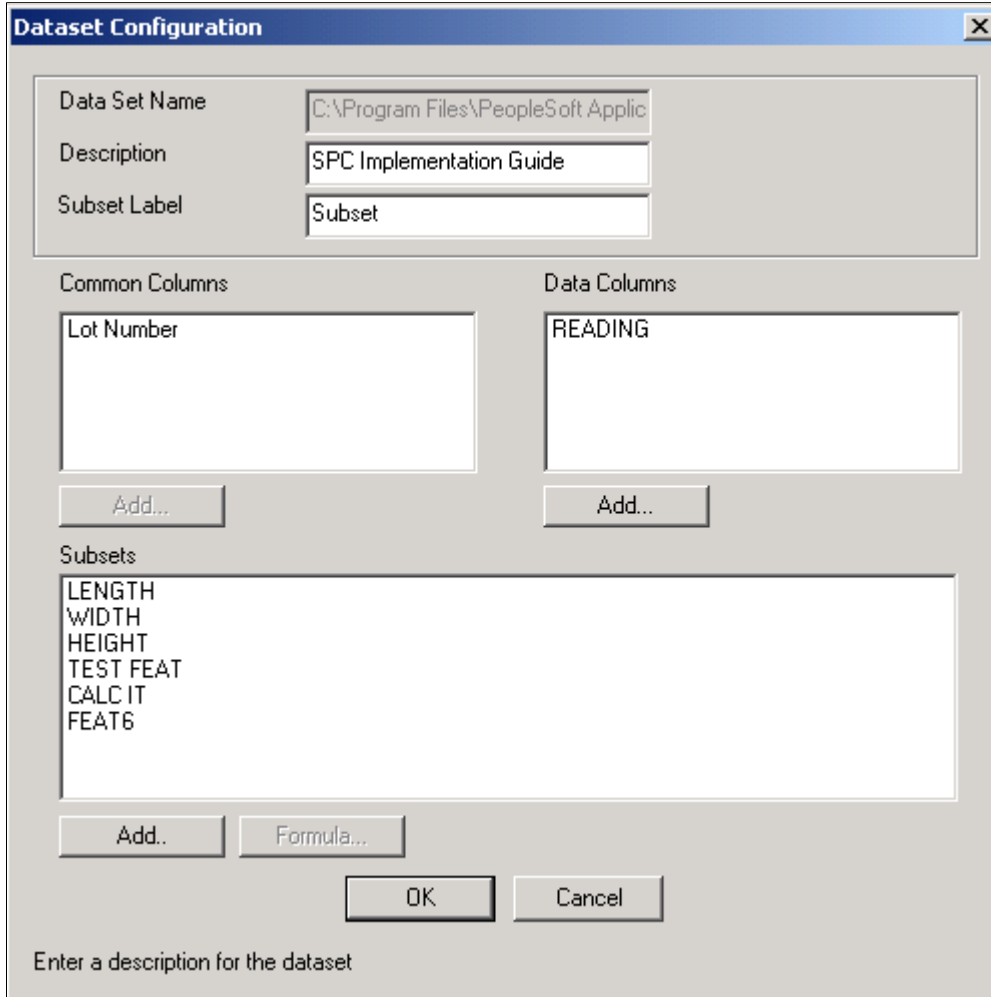 Dataset Configuration
Data Set Name
C:\Program Files\PeopleSoft Applic
Description
SPC Implementation Guide
Subset Label
Subset
Common Columns
Data Columns
Lot Number
READING
Add...
Add...
Subsets
LENGTH
WIDTH
HEIGHT
TEST FEAT
CALC IT
FEAT6
Add..
Formula...
OK
Cancel
Enter a description for the dataset